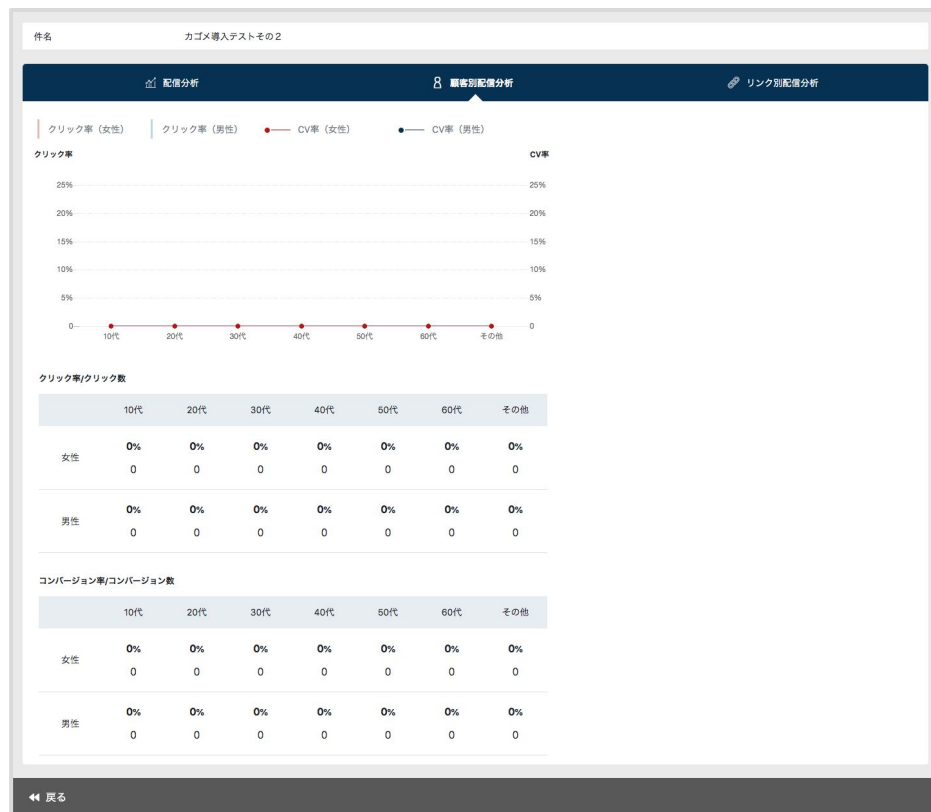 件名 カゴメ導入テストその２
配信分析 顧客別配信分析 リンク別配信分析
クリック率（女性） クリック率（男性） CV率（女性） CV率（男性）
クリック率 CV率
25% 25%
20% 20%
15% 15%
10% 10%
5% 5%
0 0
10代 20代 30代 40代 50代 60代 その他
クリック率/クリック数
10代 20代 30代 40代 50代 60代 その他
女性
0% 0% 0% 0% 0% 0% 0%
0 0 0 0 0 0 0
男性
0% 0% 0% 0% 0% 0% 0%
0 0 0 0 0 0 0
コンバージョン率/コンバージョン数
10代 20代 30代 40代 50代 60代 その他
女性
0% 0% 0% 0% 0% 0% 0%
0 0 0 0 0 0 0
男性
0% 0% 0% 0% 0% 0% 0%
0 0 0 0 0 0 0
戻る